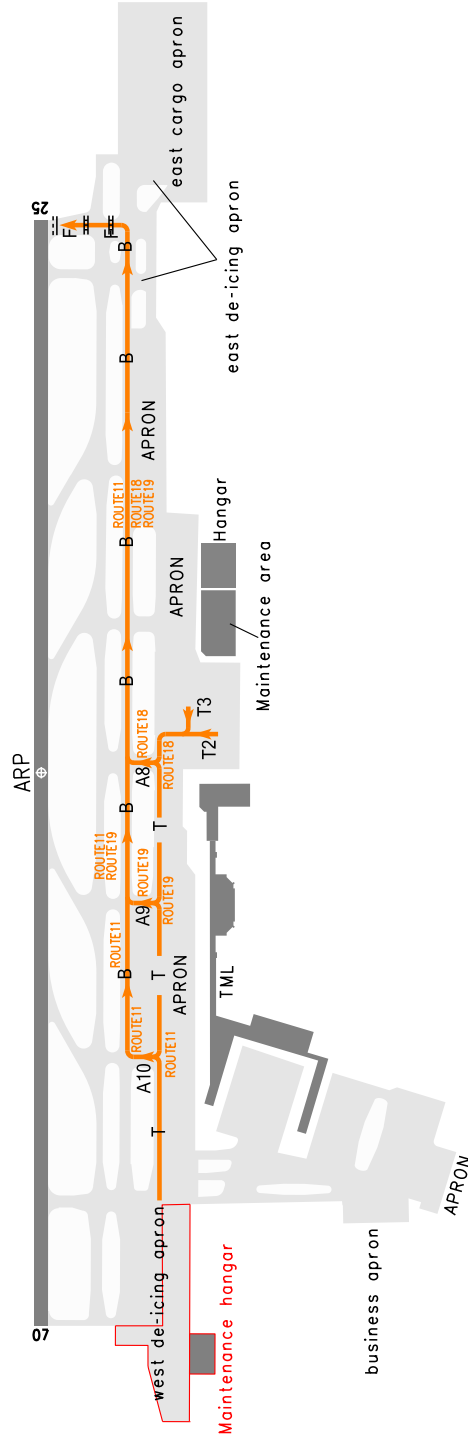 25
F
F
B
east cargo apron
east de-icing apron
B
APRON
ROUTE11
ROUTE18
ROUTE19
B
Hangar
APRON
Maintenance area
B
T3
T2
ARP
ROUTE18
A8
ROUTE18
B
T
ROUTE11
ROUTE19
ROUTE19
A9
ROUTE19
ROUTE11
B
T
APRON
TML
ROUTE11
A10
ROUTE11
T
APRON
west de-icing apron
Maintenance hangar
business apron
07